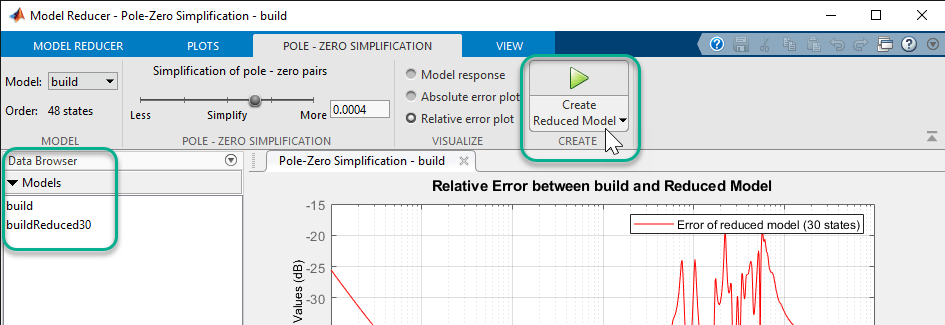 Model Reducer - Pole-Zero Simplification - build
MODEL REDUCER
PLOTS
POLE - ZERO SIMPLIFICATION
VIEW
Model: build
Order: 48 states
MODEL
Simplification of pole - zero pairs
Less
Simplify
More
0.0004
POLE - ZERO SIMPLIFICATION
Model response
Absolute error plot
Relative error plot
VISUALIZE
Create
Reduced Model
CREATE
Data Browser
Models
build
buildReduced30
Pole-Zero Simplification - build
Relative Error between build and Reduced Model
Error of reduced model (30 states)
-15
-20
-25
-30
Values (dB)